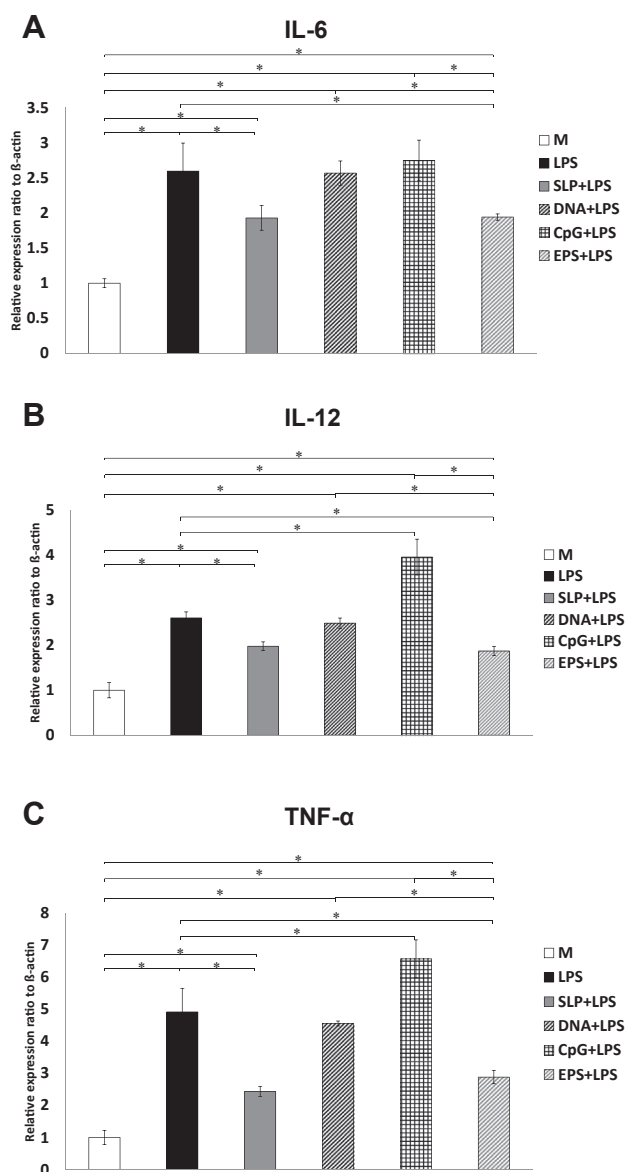 A
IL-6
* 
* *
* *
* *
*
* *
3.5
3
2.5
2
1.5
1
0.5
0
Relative expression ratio to ß-actin
M
LPS
SLP+LPS
DNA+LPS
CpG+LPS
EPS+LPS
B
IL-12
*
* *
* *
*
*
*
* *
5
4
3
2
1
0
Relative expression ratio to ß-actin
M
LPS
SLP+LPS
DNA+LPS
CpG+LPS
EPS+LPS
C
TNF-α
*
* *
* *
*
*
*
* *
8
7
6
5
4
3
2
1
0
Relative expression ratio to ß-actin
M
LPS
SLP+LPS
DNA+LPS
CpG+LPS
EPS+LPS